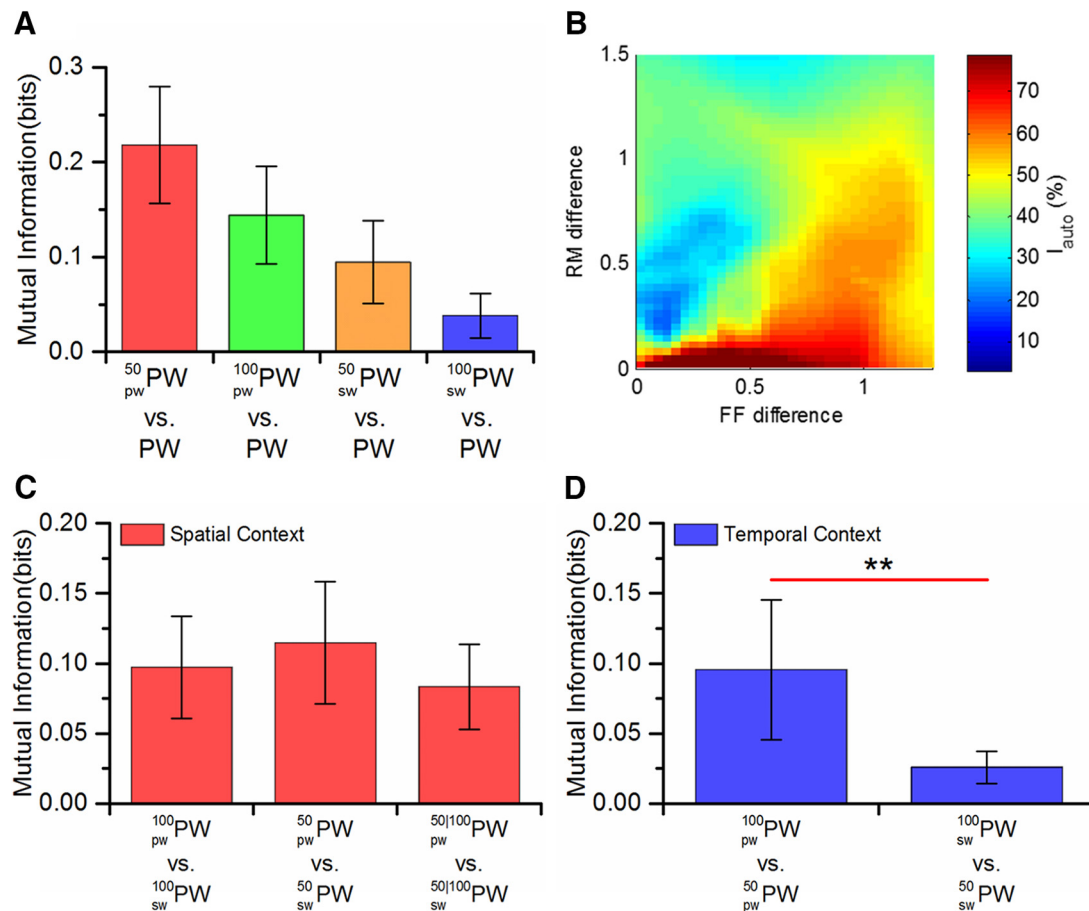 A
Mutual Information(bits)
0.3
0.2
0.1
0.0
50 pw PW 100 pw PW 50 sw PW 100 sw PW
vs. vs. vs. vs.
PW PW PW PW
B
RM difference
1.5
1
0.5
0
0 0.5 1
FF difference
70
60
50
40
30
20
10
I auto (%)
C
Mutual Information(bits)
0.20
0.15
0.10
0.05
0.00
Spatial Context
100 pw PW 50 pw PW 50|100 pw PW
vs. vs. vs.
100 sw PW 50 sw PW 50|100 sw PW
D
Mutual Information(bits)
0.20
0.15
0.10
0.05
0.00
Temporal Context
**
100 pw PW 100 sw PW
vs. vs.
50 pw PW 50 sw PW